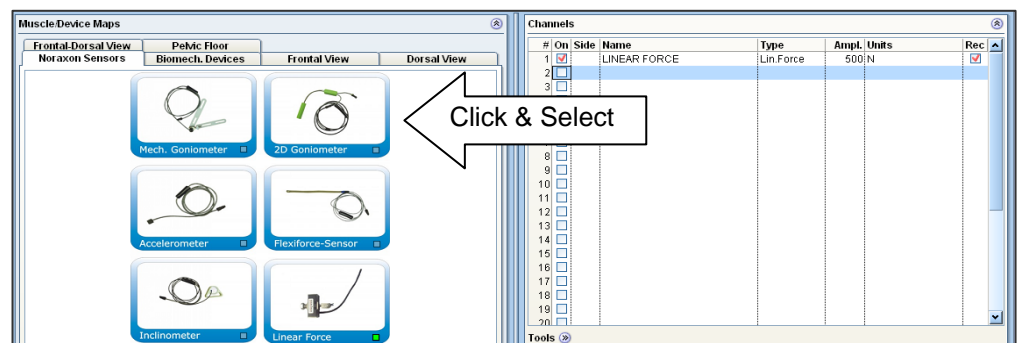 Muscle/Device Maps
Frontal-Dorsal View Pelvic Floor
Noraxon Sensors Biomech. Devices Frontal View Dorsal View
Mech. Goniometer 2D Goniometer
Accelerometer Flexiforce-Sensor
Inclinometer Linear Force
Click & Select
Channels
# On Side Name Type Ampl. Units Rec
1 LINEAR FORCE Lin.Force 500 N
2
3
8
9
10
11
12
13
14
15
16
17
18
19
20
Tools